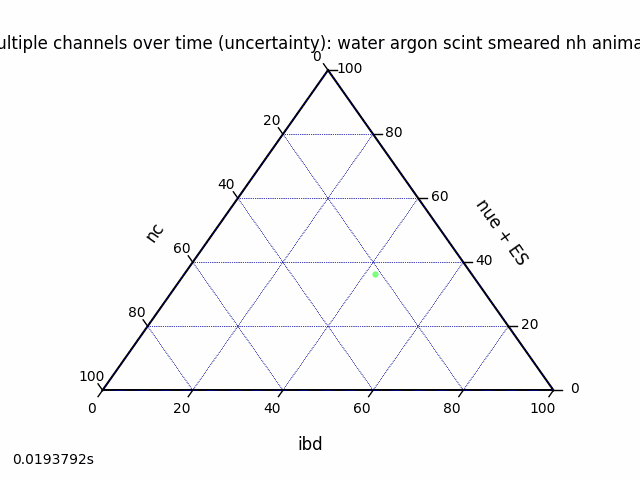 ultiple channels over time (uncertainty): water argon scint smeared nh anima
0 100
20 80
40 60
nc nue + ES
60 40
80 20
100 0
0 20 40 60 80 100
ibd
0.0193792s